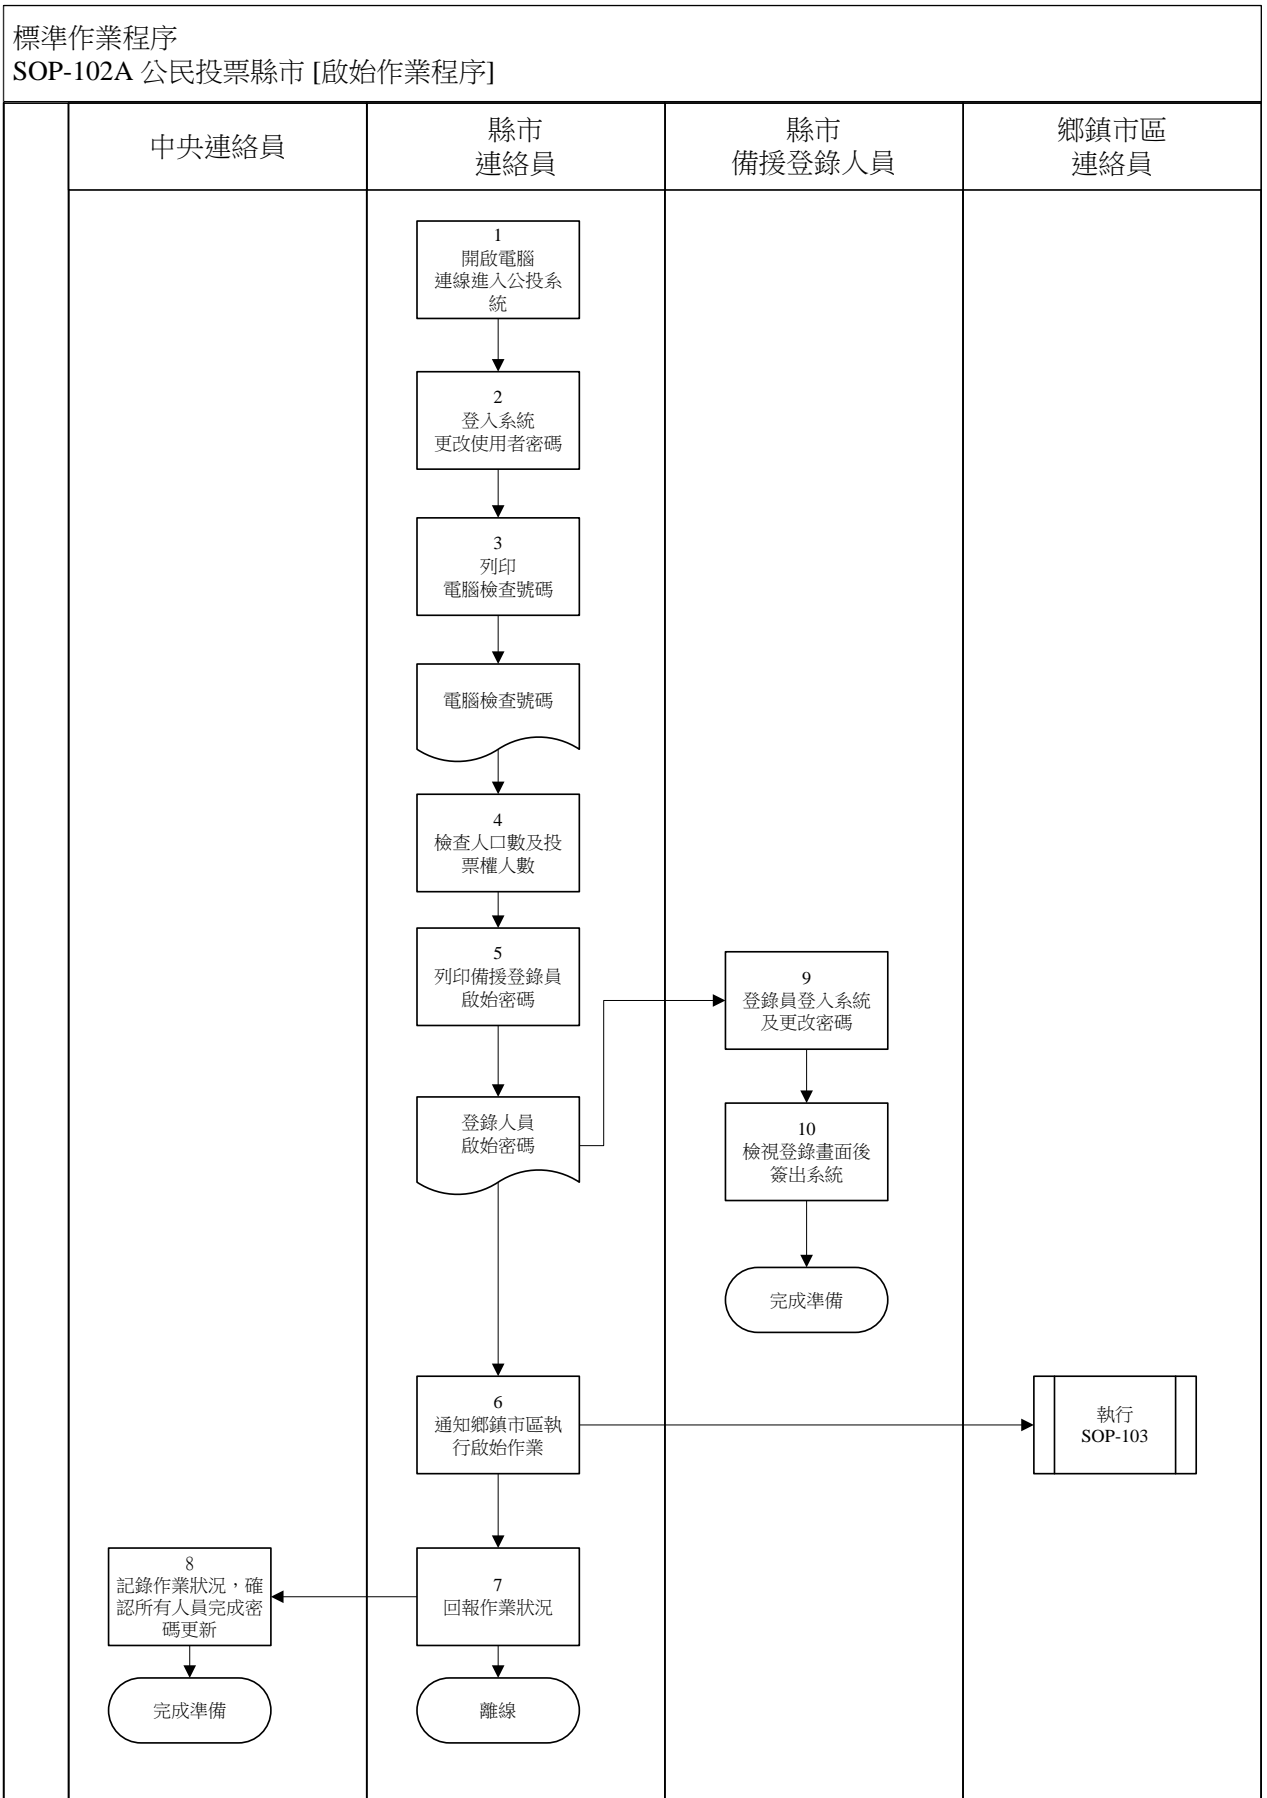 標準作業程序
SOP-102A 公民投票縣市 [啟始作業程序]
中央連絡員
縣市
連絡員
縣市
備援登錄人員
鄉鎮市區
連絡員
1
開啟電腦
連線進入公投系
統
2
登入系統
更改使用者密碼
3
列印
電腦檢查號碼
電腦檢查號碼
4
檢查人口數及投
票權人數
5
列印備援登錄員
啟始密碼
9
登錄員登入系統
及更改密碼
登錄人員
啟始密碼
10
檢視登錄畫面後
簽出系統
完成準備
6
通知鄉鎮市區執
行啟始作業
執行
SOP-103
8
記錄作業狀況，確
認所有人員完成密
碼更新
7
回報作業狀況
完成準備
離線